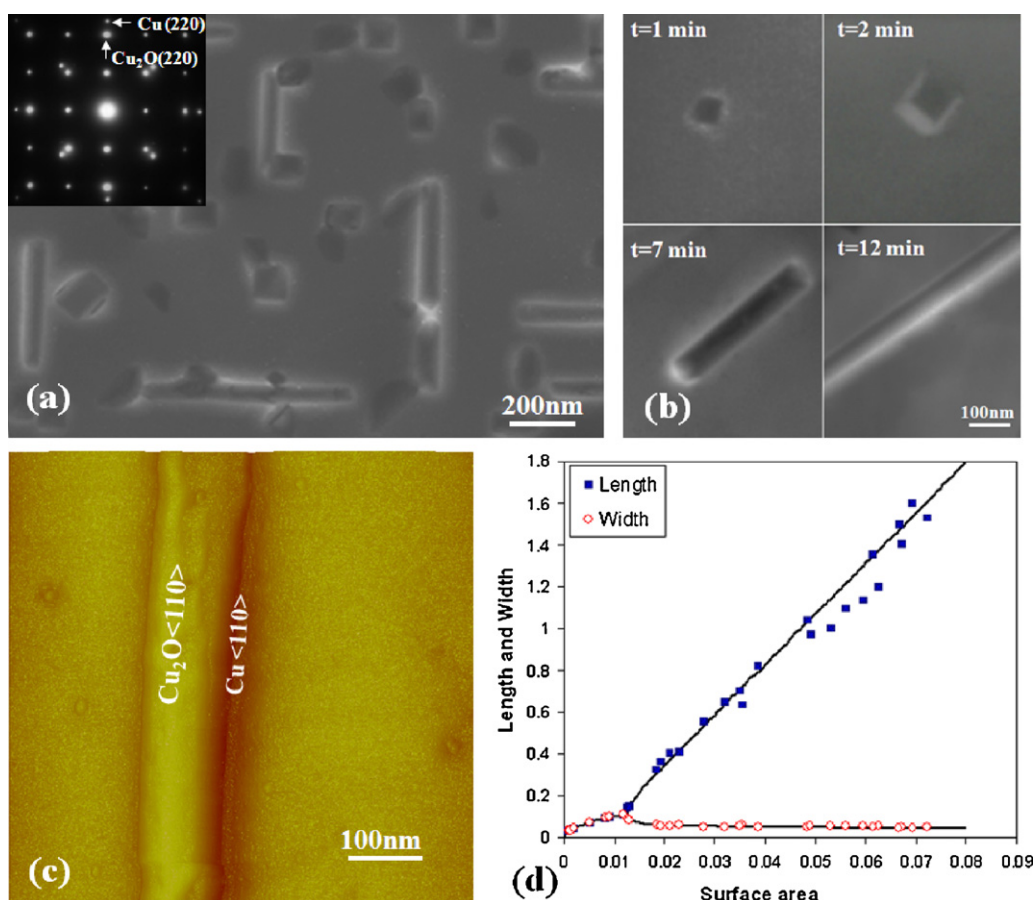 Cu (220)
Cu₂O(220)
(a)
200nm
t=1 min
t=2 min
t=7 min
t=12 min
(b)
100nm
Cu₂O<110>
Cu <110>
(c)
100nm
Length
Width
Length and Width
1.8
1.6
1.4
1.2
1
0.8
0.6
0.4
0.2
0
0 0.01 0.02 0.03 0.04 0.05 0.06 0.07 0.08 0.09
Surface area
(d)